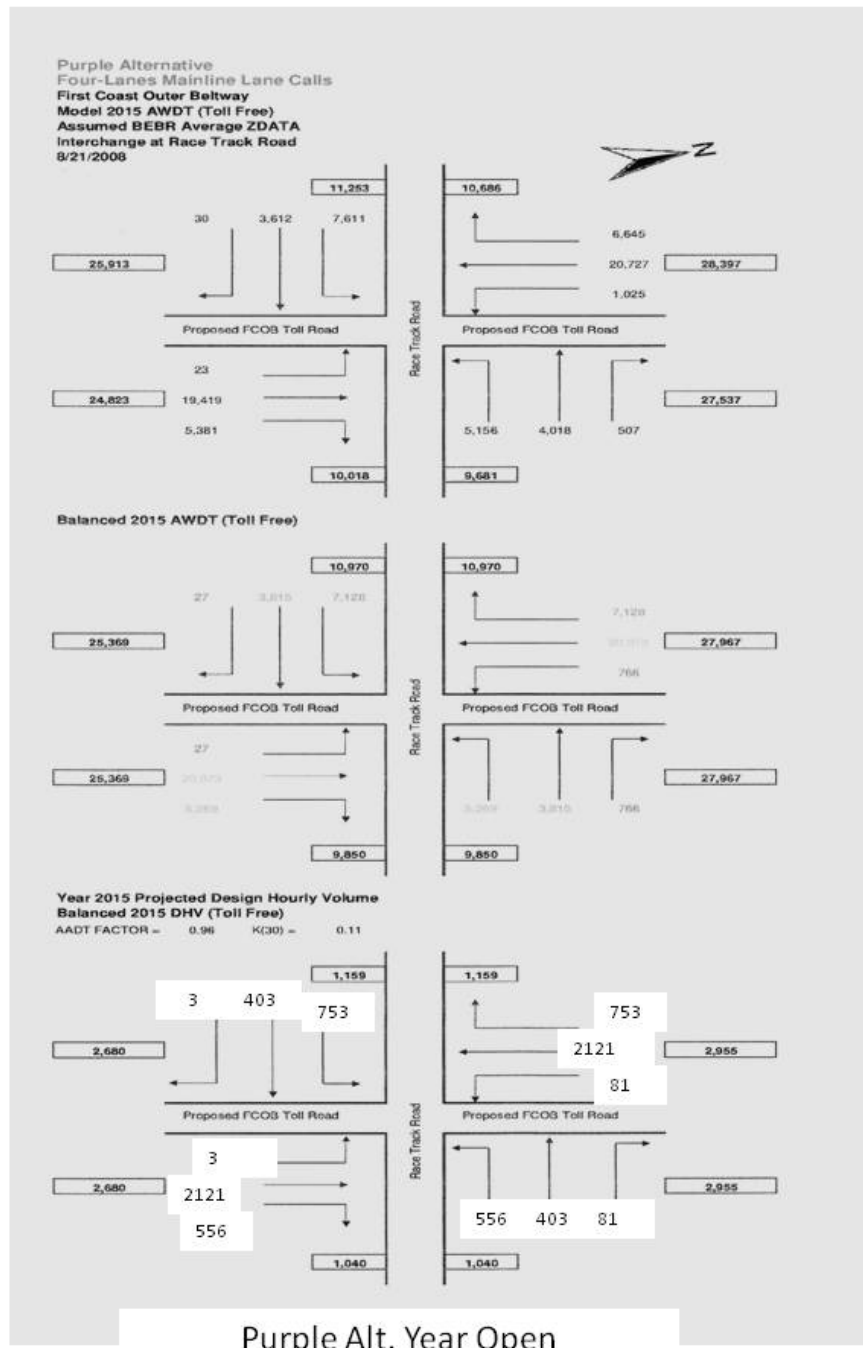 Purple Alternative
Four-Lanes Mainline Lane Calls
First Coast Outer Beltway
Model 2015 AWDT (Toll Free)
Assumed BEBR Average ZDATA
Interchange at Race Track Road
8/21/2008
Z
11,253 10,686
30 3,612 7,611
6,645
25,913 20,727 28,397
1,025
Proposed FCOB Toll Road Proposed FCOB Toll Road
Race Track Road
23
24,823 19,419 27,537
5,381 5,156 4,018 507
10,018 9,681
Balanced 2015 AWDT (Toll Free)
10,970 10,970
27 3,815 7,128
7,128
25,369 27,967
766
Proposed FCOB Toll Road Proposed FCOB Toll Road
Race Track Road
27
25,369 27,967
3,815 766
9,850 9,850
Year 2015 Projected Design Hourly Volume
Balanced 2015 DHV (Toll Free)
AADT FACTOR = 0.96 K(30) = 0.11
1,159 1,159
3 403 753
753
2,680 2121 2,955
81
Proposed FCOB Toll Road Proposed FCOB Toll Road
Race Track Road
3
2,680 2121 2,955
556 556 403 81
1,040 1,040
Purple Alt. Year Open